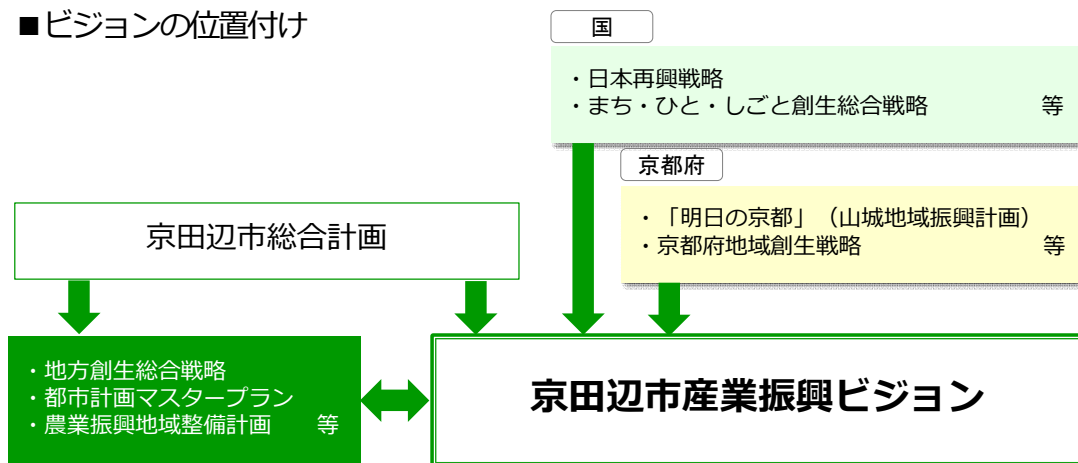 ■ビジョンの位置付け
国
・日本再興戦略
・まち・ひと・しごと創生総合戦略 等
京都府
・「明日の京都」（山城地域振興計画）
・京都府地域創生戦略 等
京田辺市総合計画
・地方創生総合戦略
・都市計画マスタープラン
・農業振興地域整備計画 等
京田辺市産業振興ビジョン